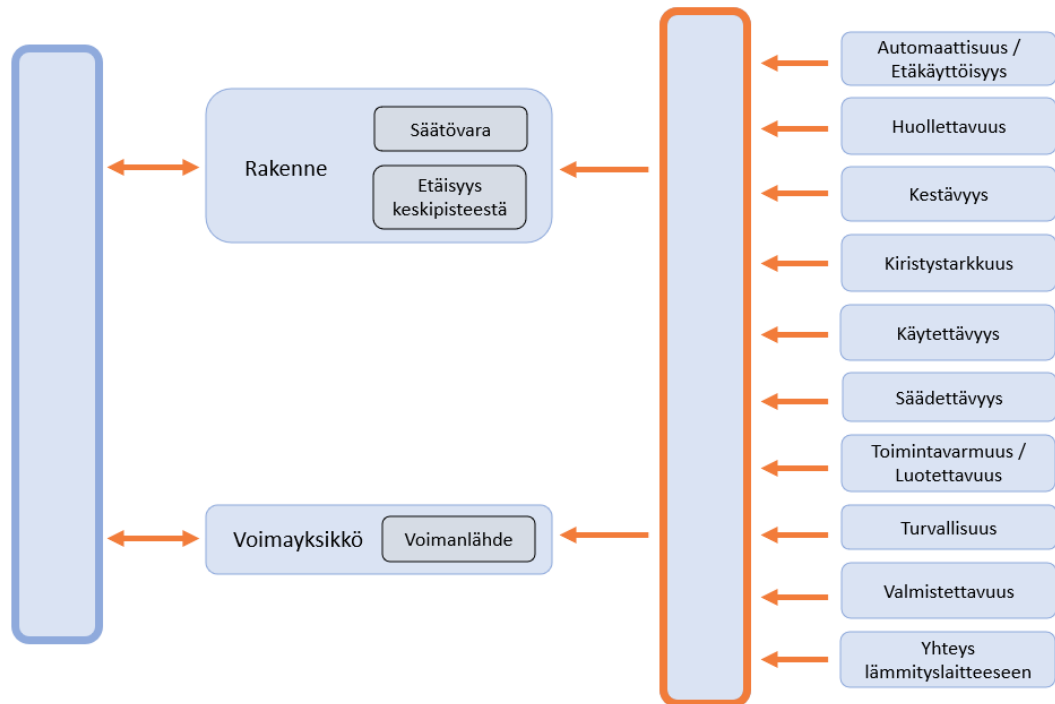 Rakenne
Säätövara
Etäisyys
keskipisteestä
Voimayksikkö
Voimanlähde
Automaattisuus /
Etäkäyttöisyys
Huollettavuus
Kestävyys
Kiristystarkkuus
Käytettävyys
Säädettävyys
Toimintavarmuus /
Luotettavuus
Turvallisuus
Valmistettavuus
Yhteys
lämmityslaitteeseen